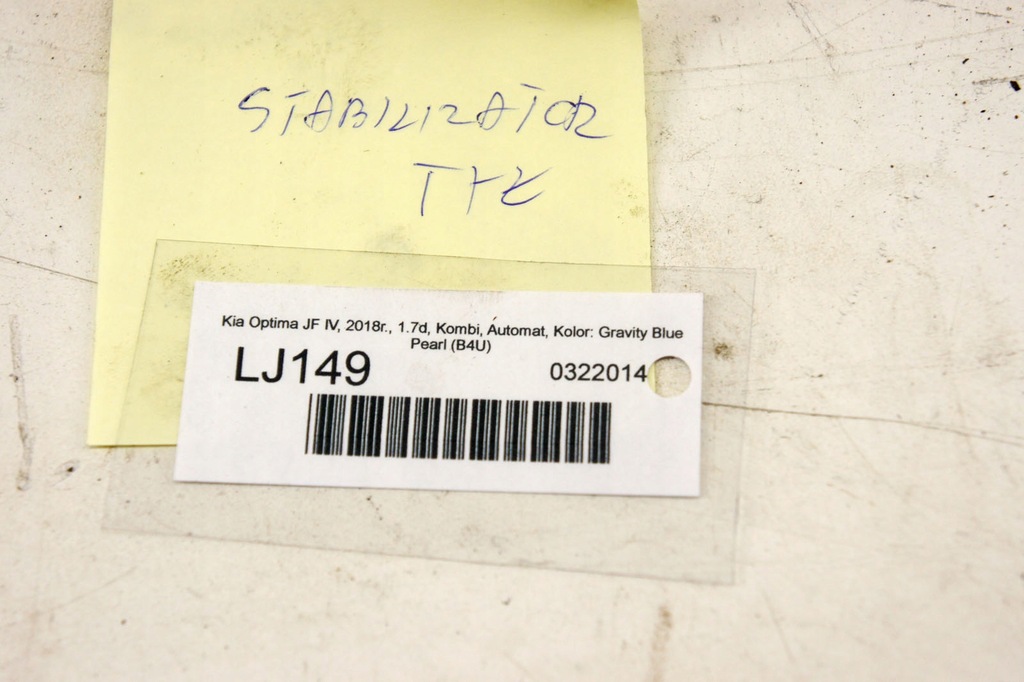 STABILIZATOR
TYŁ
Kia Optima JF IV, 2018r., 1.7d, Kombi, Automat, Kolor: Gravity Blue
Pearl (B4U)
LJ149 0322014